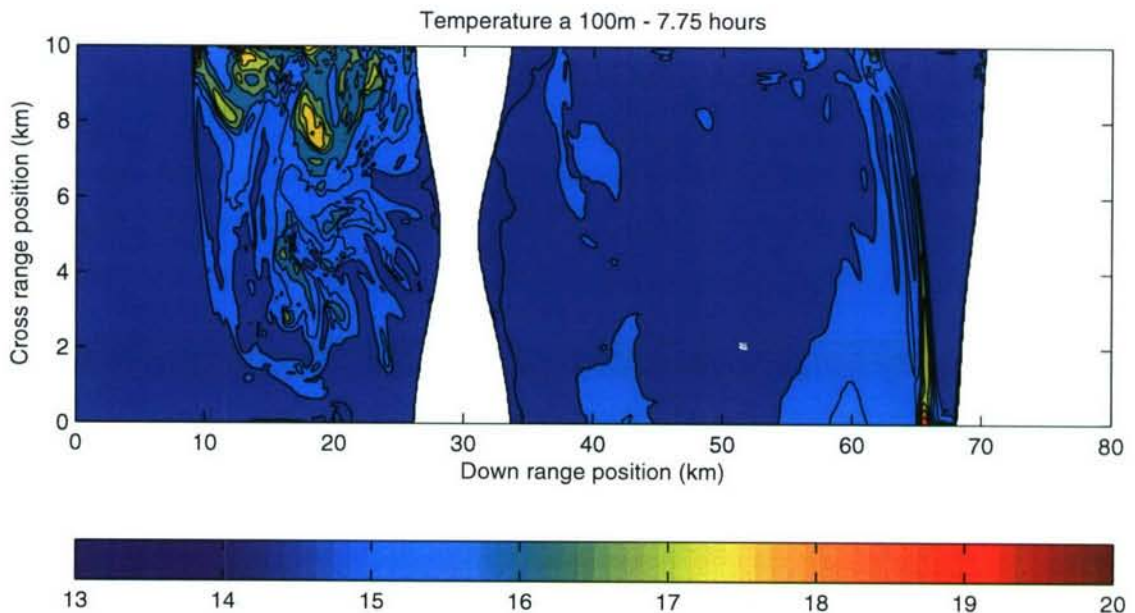 Temperature a 100m - 7.75 hours
10
8
6
4
2
0
Cross range position (km)
0 10 20 30 40 50 60 70 80
Down range position (km)
13 14 15 16 17 18 19 20